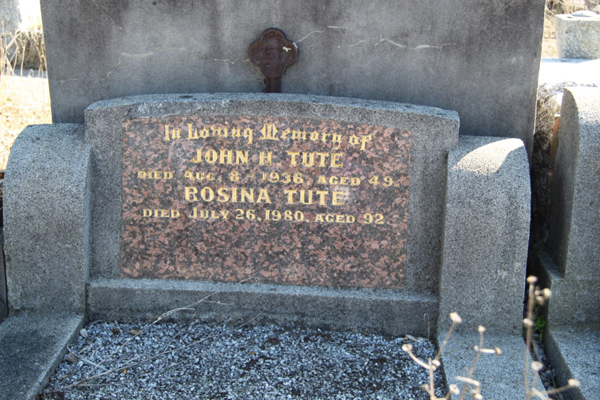 In Loving Memory of
JOHN H. TUTE
DIED AUG. 8 - 1936, AGED 49.
ROSINA TUTE
DIED JULY 26, 1980, AGED 92.